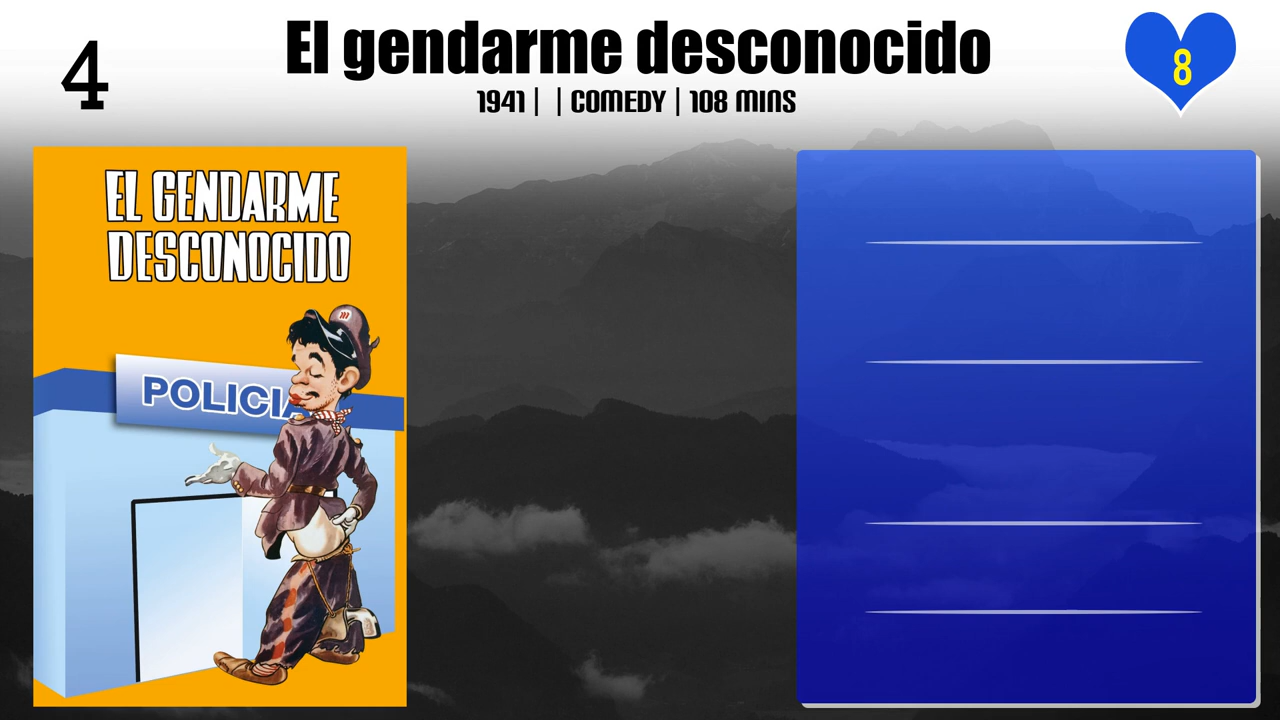 4
El gendarme desconocido
8
1941 | | COMEDY | 108 MINS
EL GENDARME
DESCONOCIDO
POLICIA